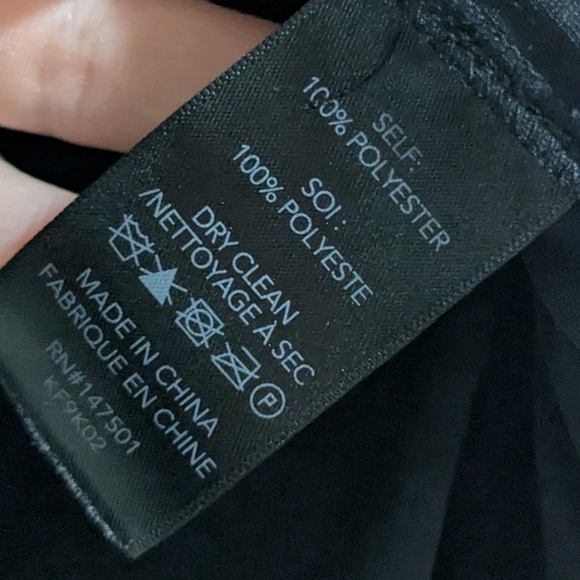 SELF:
100% POLYESTER
SOI :
100% POLYESTE
DRY CLEAN
/NETTOYAGE À SEC
P
MADE IN CHINA
FABRIQUE EN CHINE
RN#147501
KF9K02